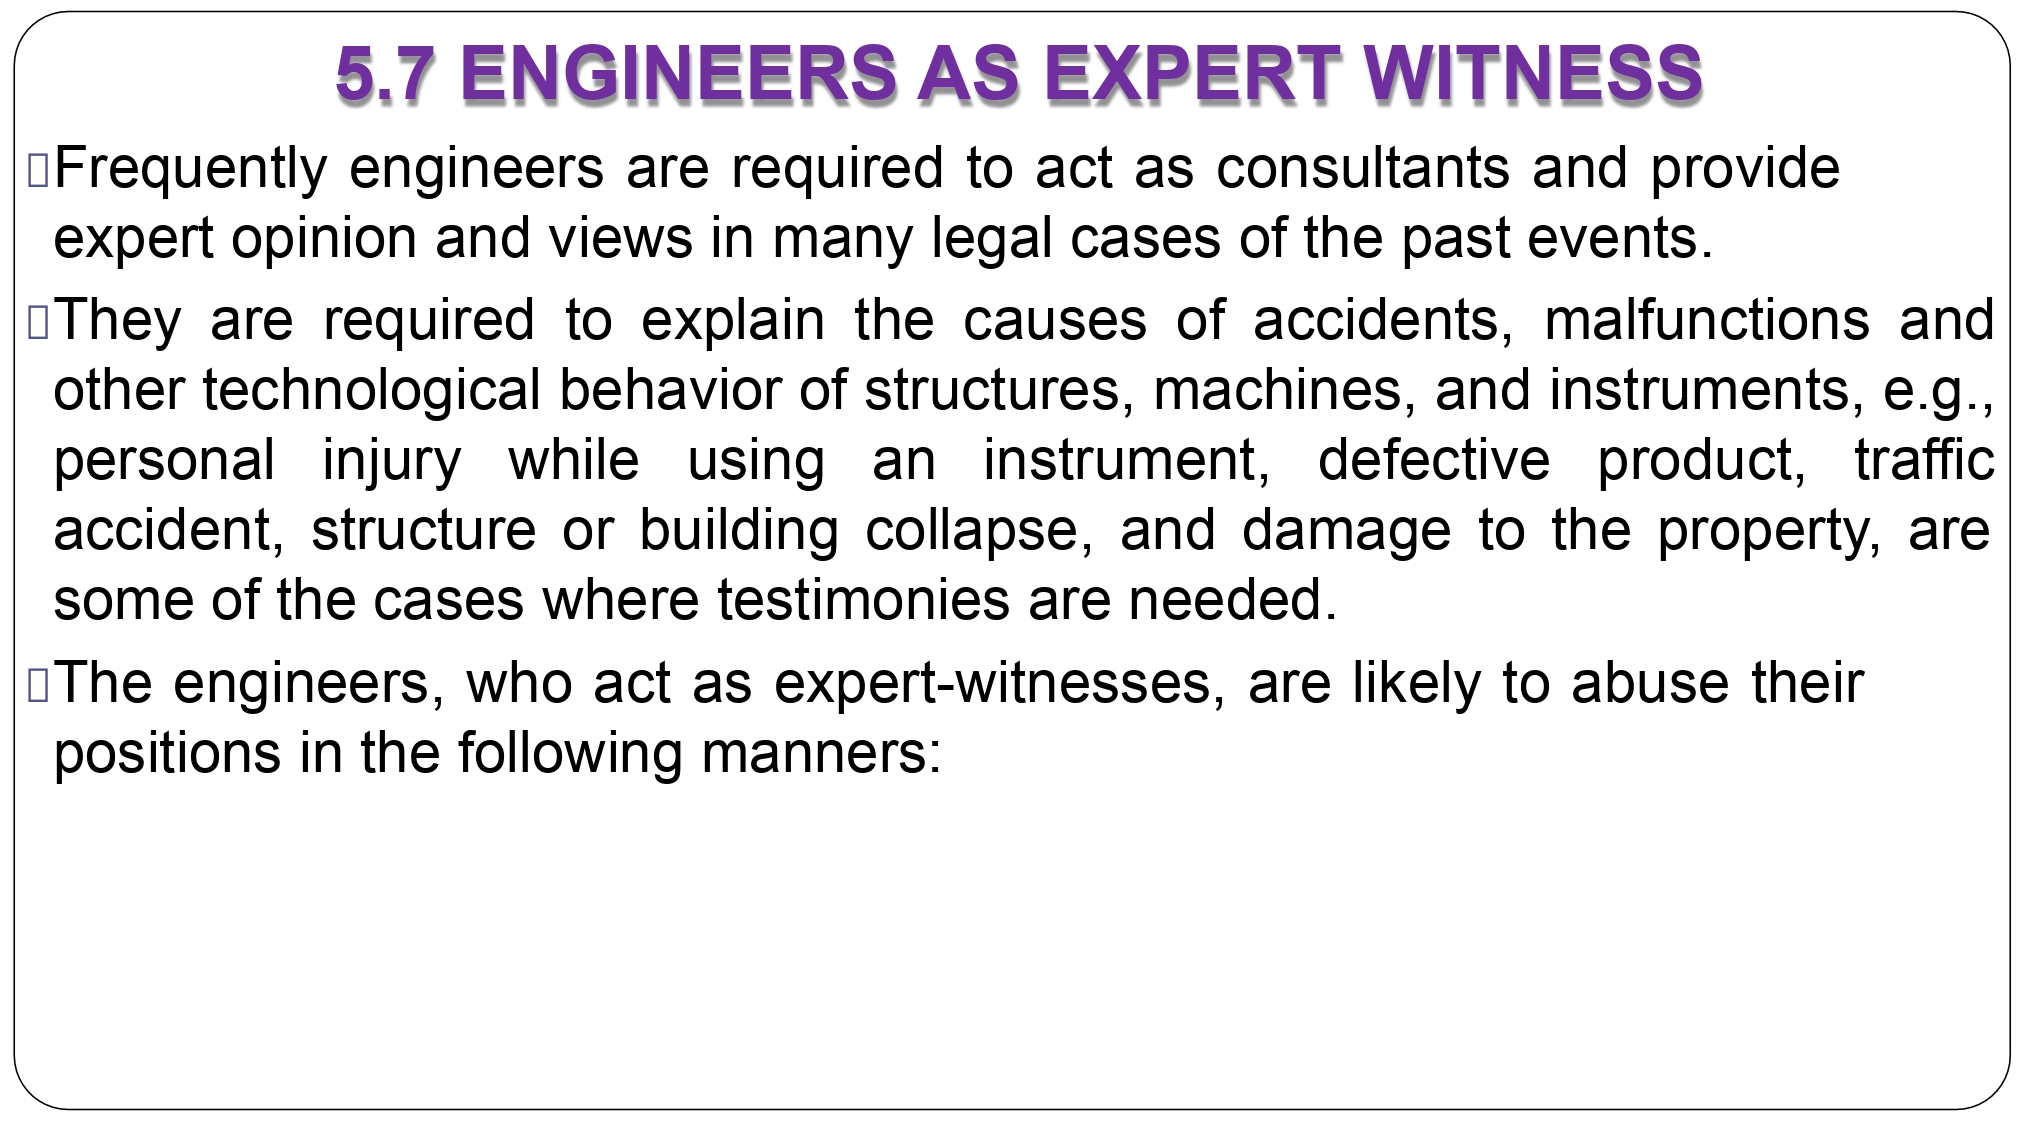 5.7 ENGINEERS AS EXPERT WITNESS
Frequently engineers are required to act as consultants and provide
expert opinion and views in many legal cases of the past events.
They are required to explain the causes of accidents, malfunctions and
other technological behavior of structures, machines, and instruments, e.g.,
personal injury while using an instrument, defective product, traffic
accident, structure or building collapse, and damage to the property, are
some of the cases where testimonies are needed.
The engineers, who act as expert-witnesses, are likely to abuse their
positions in the following manners: